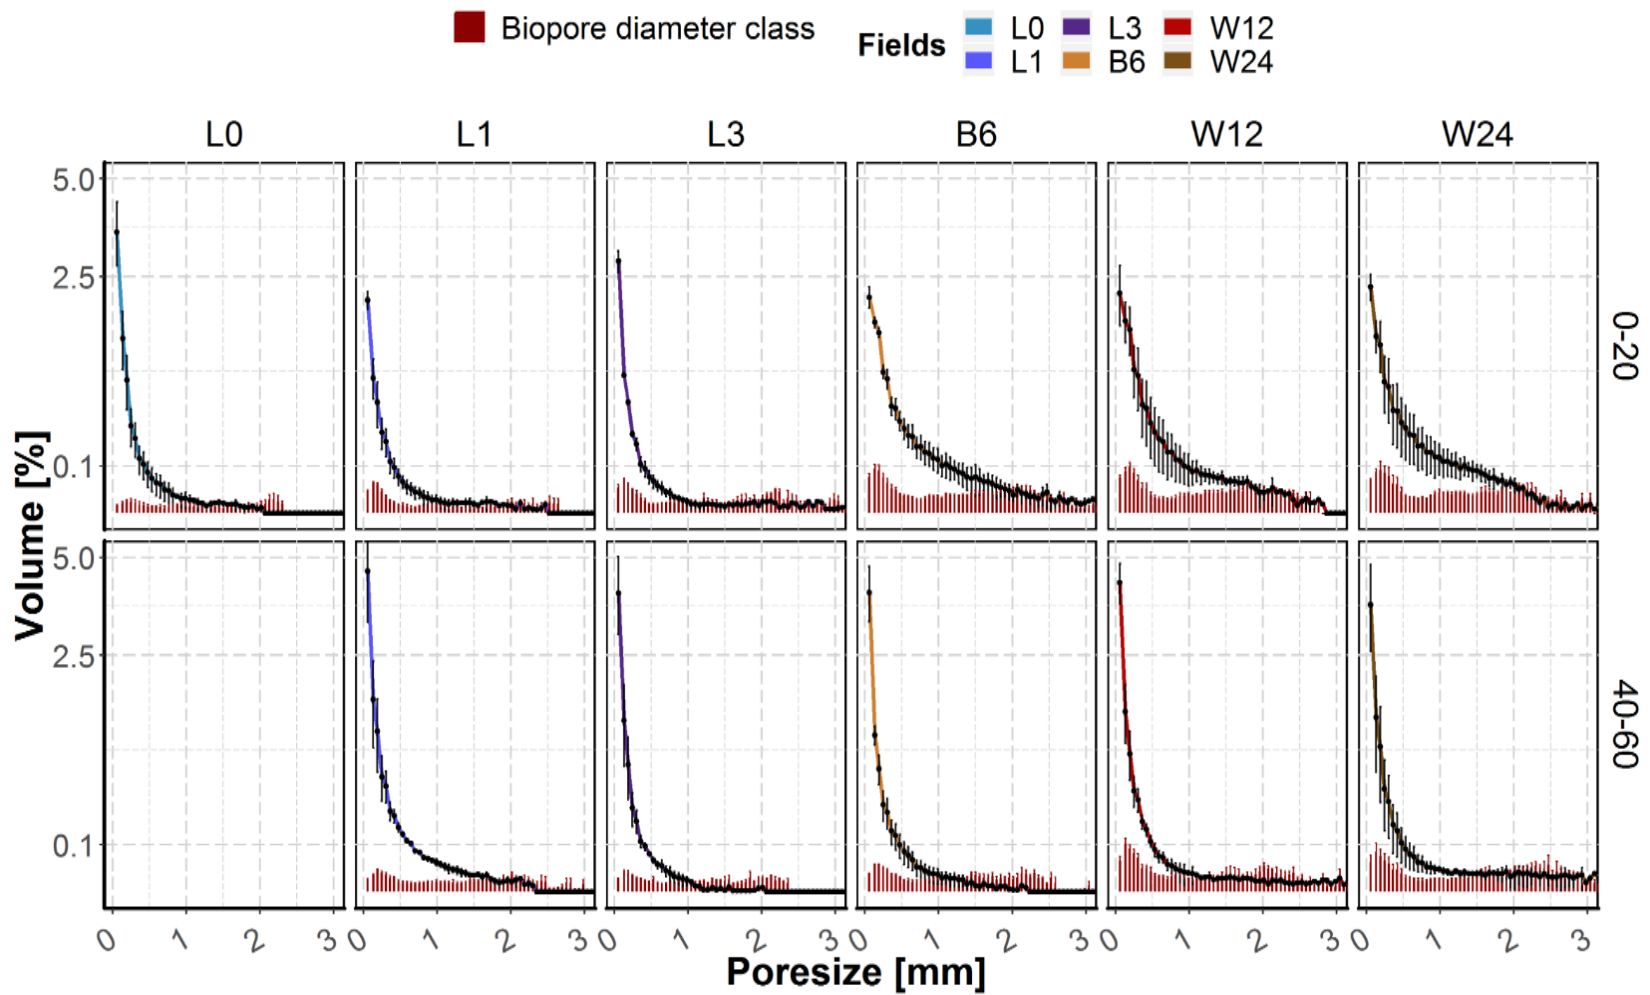 Biopore diameter class
Fields
L0 L3 W12
L1 B6 W24
L0 L1 L3 B6 W12 W24
5.0
2.5
0.1
0-20
Volume [%]
5.0
2.5
0.1
40-60
0 1 2 3 0 1 2 3 0 1 2 3 0 1 2 3 0 1 2 3 0 1 2 3
Poresize [mm]